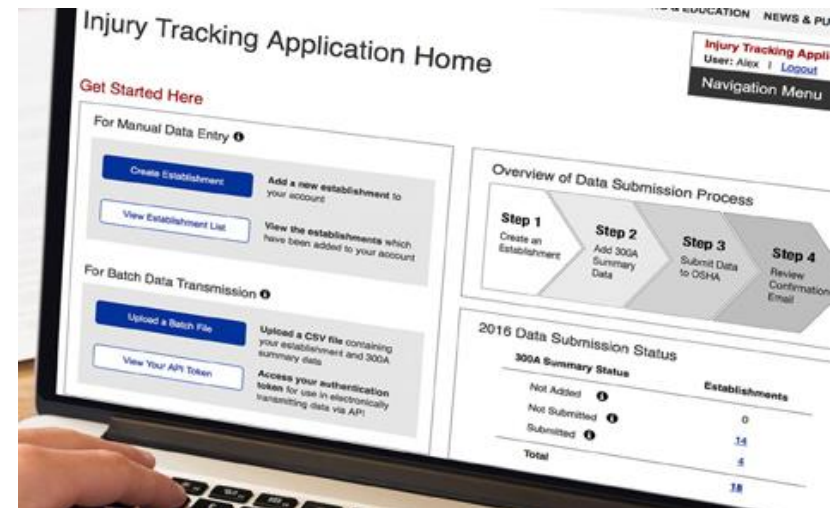 & EDUCATION NEWS & PU
Injury Tracking Application Home
Injury Tracking Appli
User: Alex | Logout
Navigation Menu
Get Started Here
For Manual Data Entry
Create Establishment
Add a new establishment to
your account
View Establishment List
View the establishments which
have been added to your account
For Batch Data Transmission
Upload a Batch File
Upload a CSV file containing
your establishment and 300A
summary data
View Your API Token
Access your authentication
token for use in electronically
transmitting data via API
Overview of Data Submission Process
Step 1
Create an
Establishment
Step 2
Add 300A
Summary
Data
Step 3
Submit Data
to OSHA
Step 4
Review
Confirmation
Email
2016 Data Submission Status
300A Summary Status Establishments
Not Added 0
Not Submitted 14
Submitted 4
Total 18